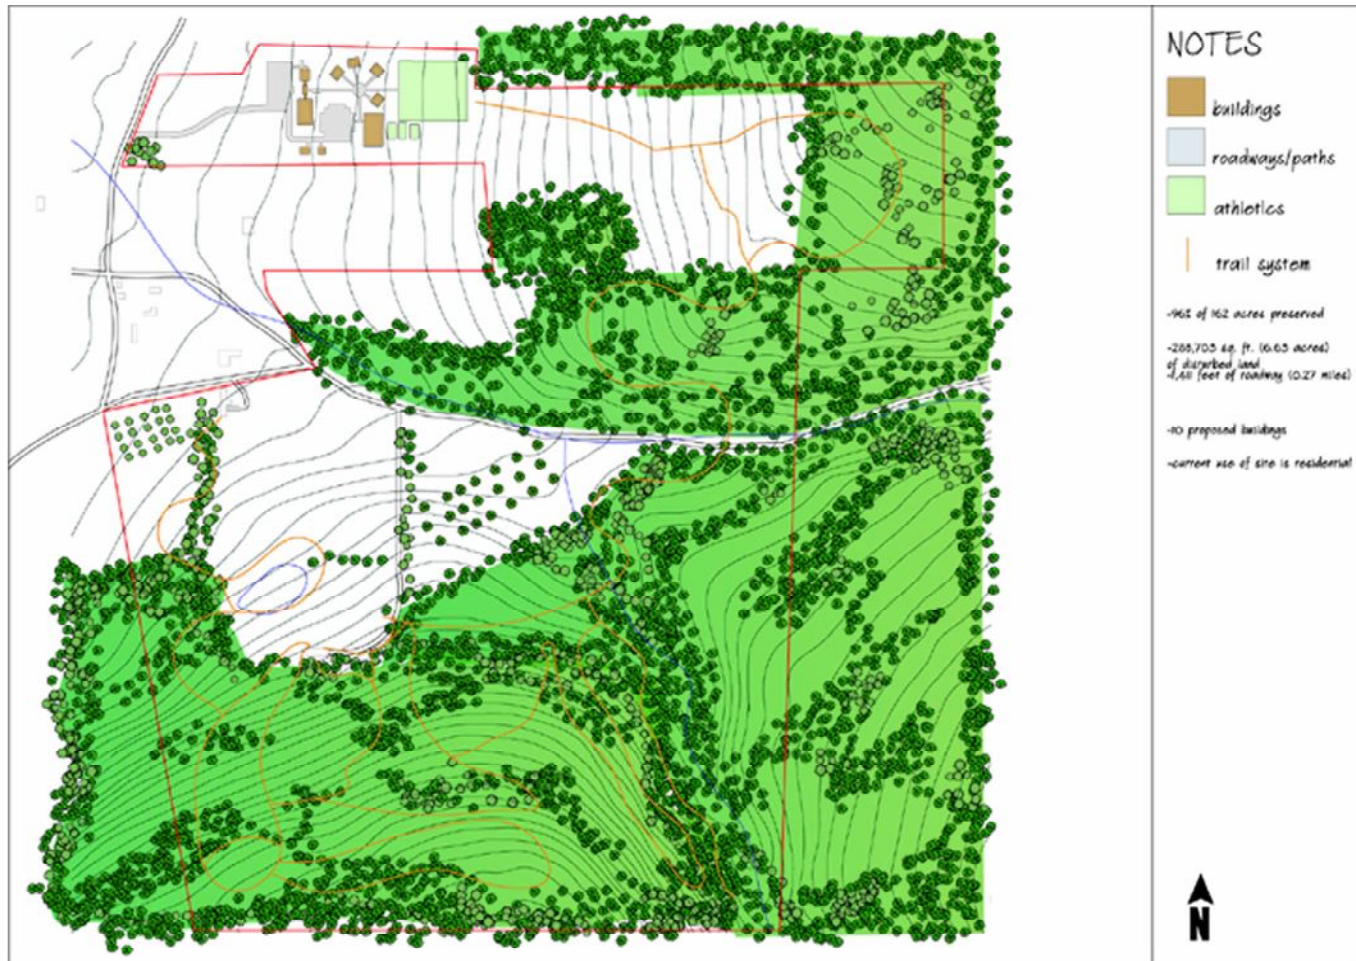 NOTES
buildings
roadways/paths
athletics
trail system
-96% of 162 acres preserved
-288,703 sq. ft. (6.63 acres)
of disturbed land
-1,411 feet of roadway (0.27 miles)
-10 proposed buildings
-current use of site is residential
N